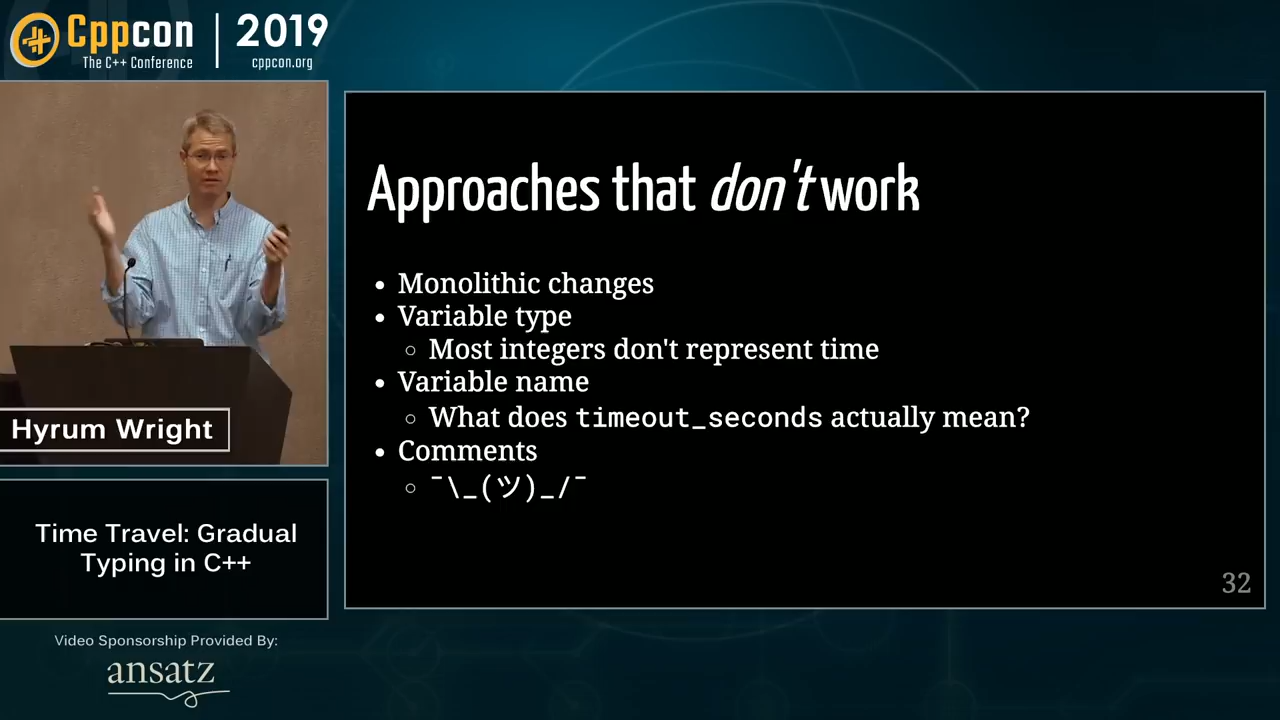 Cppcon
The C++ Conference
2019
cppcon.org
Hyrum Wright
Time Travel: Gradual
Typing in C++
Video Sponsorship Provided By:
ansatz
Approaches that don't work
• Monolithic changes
• Variable type
○ Most integers don't represent time
• Variable name
○ What does timeout_seconds actually mean?
• Comments
○ ¯\_(ツ)_/¯
32